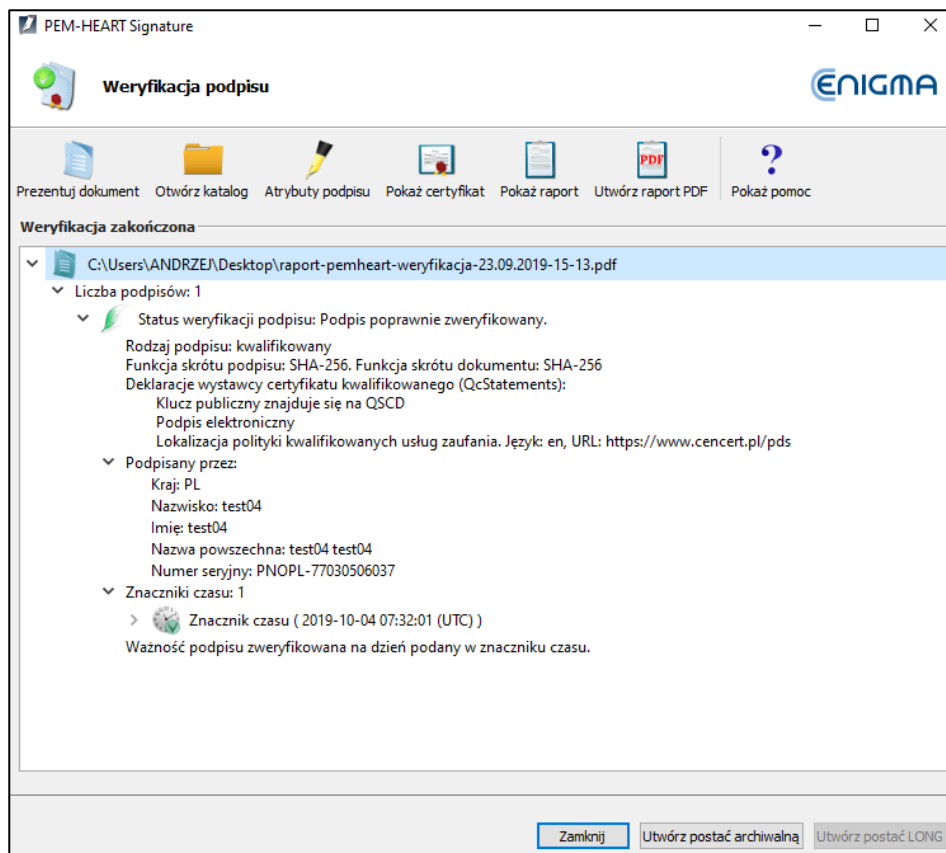 PEM-HEART Signature
Weryfikacja podpisu
ENIGMA
Prezentuj dokument Otwórz katalog Atrybuty podpisu Pokaż certyfikat Pokaż raport PDF Utwórz raport PDF ? Pokaż pomoc
Weryfikacja zakończona
C:\Users\ANDRZEJ\Desktop\raport-pemheart-weryfikacja-23.09.2019-15-13.pdf
Liczba podpisów: 1
Status weryfikacji podpisu: Podpis poprawnie zweryfikowany.
Rodzaj podpisu: kwalifikowany
Funkcja skrótu podpisu: SHA-256. Funkcja skrótu dokumentu: SHA-256
Deklaracje wystawcy certyfikatu kwalifikowanego (QcStatements):
Klucz publiczny znajduje się na QSCD
Podpis elektroniczny
Lokalizacja polityki kwalifikowanych usług zaufania. Język: en, URL: https://www.cencert.pl/pds
Podpisany przez:
Kraj: PL
Nazwisko: test04
Imię: test04
Nazwa powszechna: test04 test04
Numer seryjny: PNOPL-77030506037
Znaczniki czasu: 1
Znacznik czasu ( 2019-10-04 07:32:01 (UTC) )
Ważność podpisu zweryfikowana na dzień podany w znaczniku czasu.
Zamknij Utwórz postać archiwalną Utwórz postać LONG